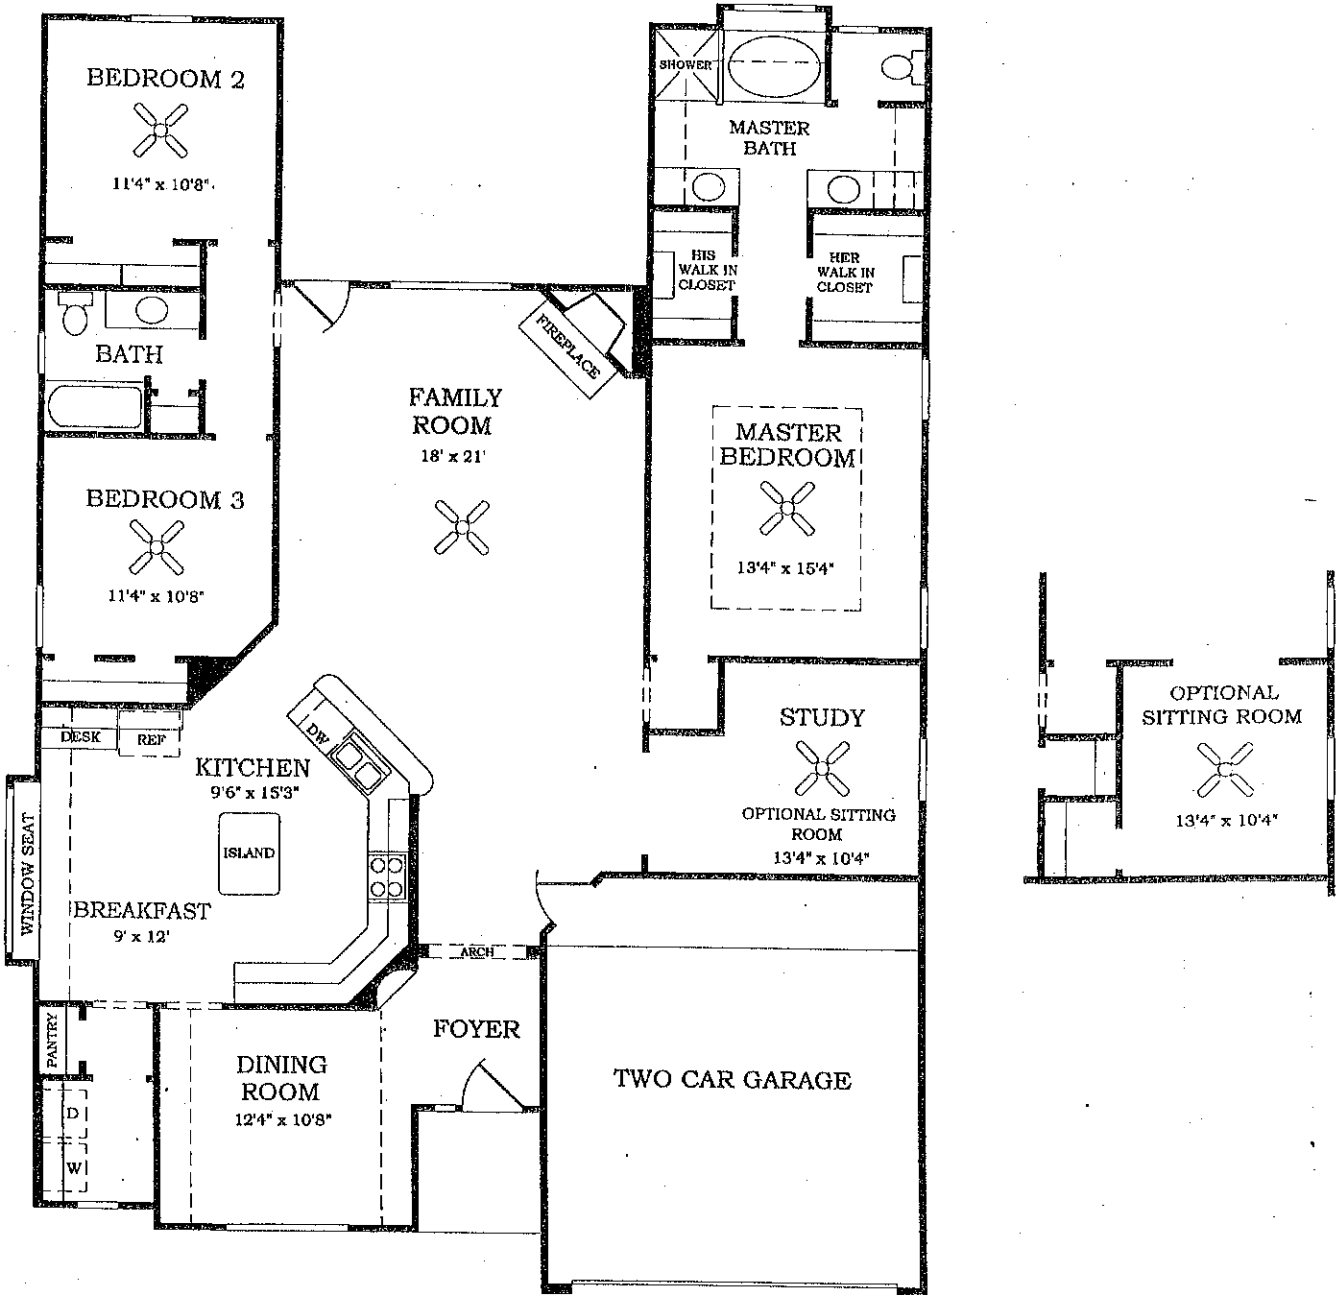 BEDROOM 2
11'4" x 10'8"
SHOWER
MASTER
BATH
HIS
WALK IN
CLOSET
HER
WALK IN
CLOSET
BATH
FIREPLACE
FAMILY
ROOM
18' x 21'
MASTER
BEDROOM
13'4" x 15'4"
BEDROOM 3
11'4" x 10'8"
DESK
REF
DW
KITCHEN
9'6" x 15'3"
ISLAND
WINDOW SEAT
BREAKFAST
9' x 12'
STUDY
OPTIONAL SITTING
ROOM
13'4" x 10'4"
OPTIONAL
SITTING ROOM
13'4" x 10'4"
ARCH
PANTRY
FOYER
DINING
ROOM
12'4" x 10'8"
D
W
TWO CAR GARAGE